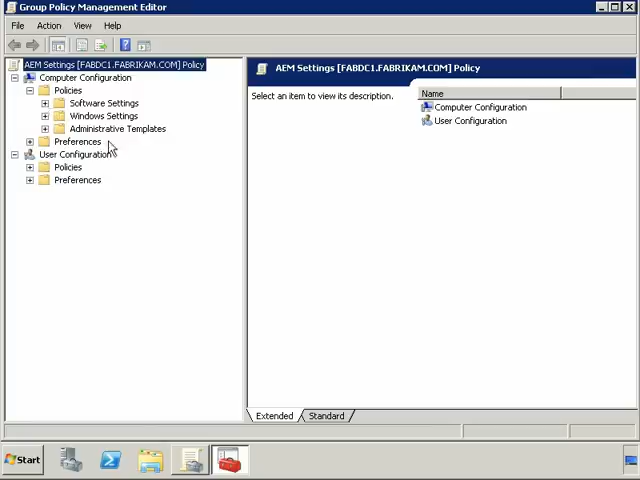 Group Policy Management Editor
File Action View Help
AEM Settings [FABDC1.FABRIKAM.COM] Policy
Computer Configuration
Policies
Software Settings
Windows Settings
Administrative Templates
Preferences
User Configuration
Policies
Preferences
AEM Settings [FABDC1.FABRIKAM.COM] Policy
Select an item to view its description.
Name
Computer Configuration
User Configuration
Extended Standard
Start